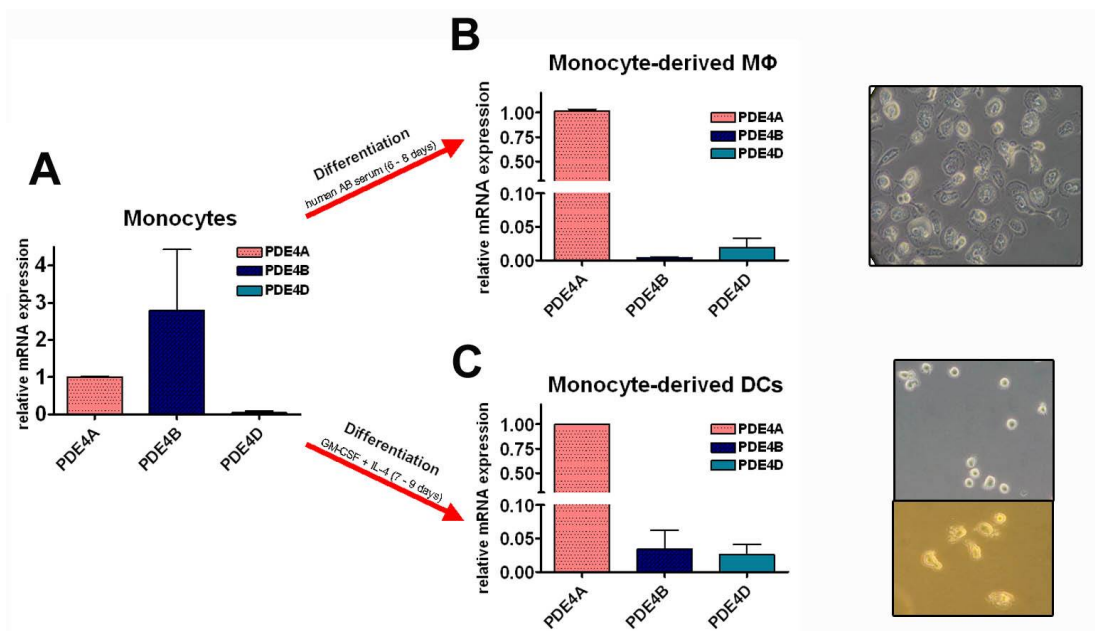 A
Monocytes
relative mRNA expression
4
3
2
1
0
PDE4A
PDE4B
PDE4D
PDE4A
PDE4B
PDE4D
Differentiation
human AB serum (6 - 8 days)
B
Monocyte-derived MΦ
relative mRNA expression
1.00
0.75
0.50
0.10
0.05
0.00
PDE4A
PDE4B
PDE4D
PDE4A
PDE4B
PDE4D
Differentiation
GM-CSF + IL-4 (7 - 9 days)
C
Monocyte-derived DCs
relative mRNA expression
1.00
0.75
0.50
0.10
0.05
0.00
PDE4A
PDE4B
PDE4D
PDE4A
PDE4B
PDE4D